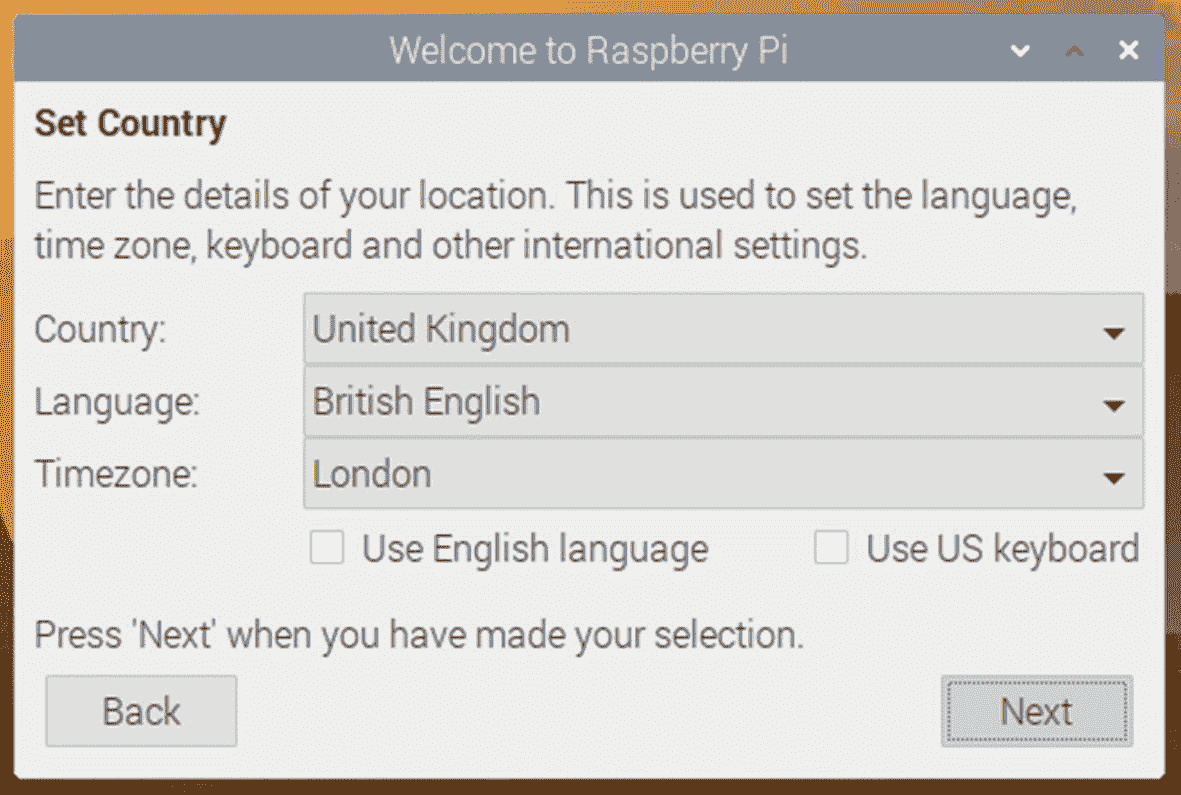 Welcome to Raspberry Pi
Set Country
Enter the details of your location. This is used to set the language,
time zone, keyboard and other international settings.
Country: United Kingdom
Language: British English
Timezone: London
Use English language Use US keyboard
Press 'Next' when you have made your selection.
Back Next